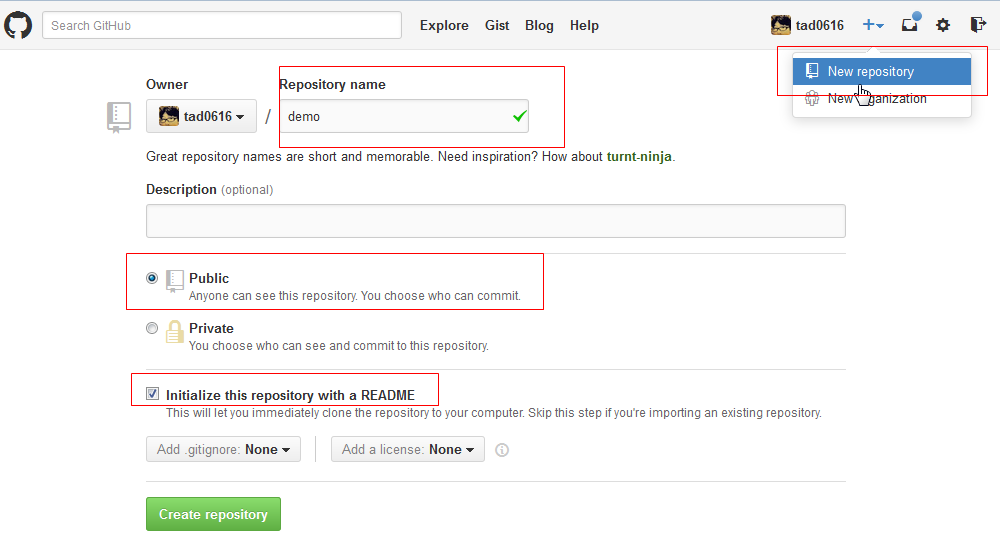 Search GitHub
Explore Gist Blog Help
tad0616
New repository
New organization
Owner
Repository name
tad0616 / demo
Great repository names are short and memorable. Need inspiration? How about turnt-ninja.
Description (optional)
Public
Anyone can see this repository. You choose who can commit.
Private
You choose who can see and commit to this repository.
Initialize this repository with a README
This will let you immediately clone the repository to your computer. Skip this step if you're importing an existing repository.
Add .gitignore: None
Add a license: None
Create repository